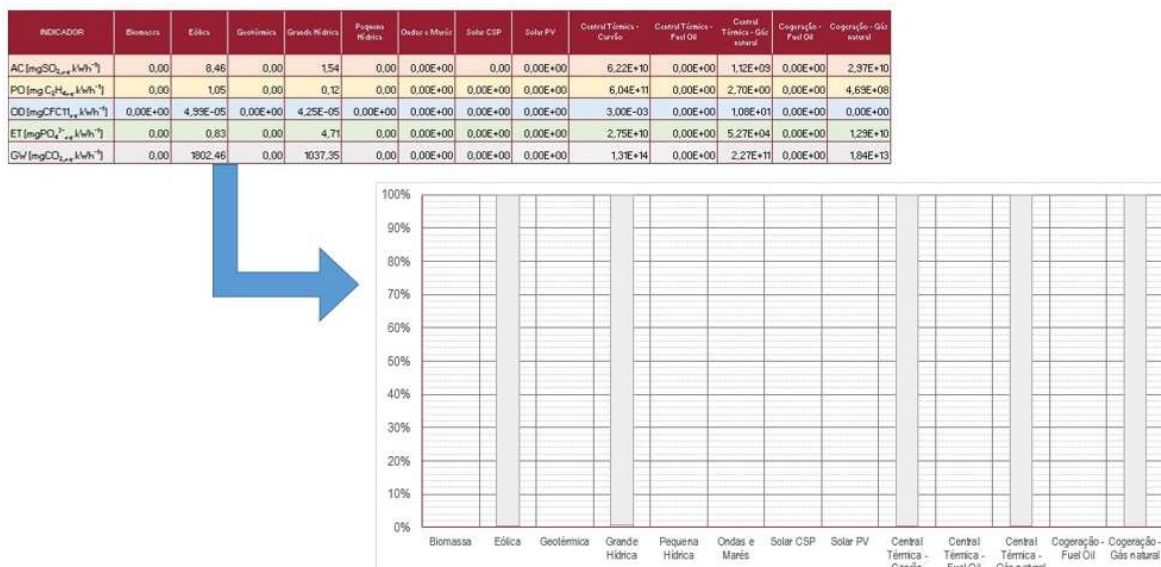 INDICADOR Biomassa Eólica Geotérmica Grande Hídrica Pequena Hídrica Ondas e Marés Solar CSP Solar PV Central Térmica - Carvão Central Térmica - Fuel Oil Central Térmica - Gás natural Cogeração - Fuel Oil Cogeração - Gás natural
AC [mgSO2,eq kWh-1] 0,00 8,46 0,00 1,54 0,00 0,00E+00 0,00 0,00E+00 6,22E+10 0,00E+00 1,12E+09 0,00E+00 2,97E+10
PO [mg C2H4,eq kWh-1] 0,00 1,05 0,00 0,12 0,00 0,00E+00 0,00E+00 0,00E+00 6,04E+11 0,00E+00 2,70E+00 0,00E+00 4,69E+08
OD [mgCFC11,eq kWh-1] 0,00E+00 4,99E-05 0,00E+00 4,25E-05 0,00E+00 0,00E+00 0,00E+00 0,00E+00 3,00E-03 0,00E+00 1,08E+01 0,00E+00 0,00E+00
ET [mgPO4 3-,eq kWh-1] 0,00 0,83 0,00 4,71 0,00 0,00E+00 0,00E+00 0,00E+00 2,75E+10 0,00E+00 5,27E+04 0,00E+00 1,29E+10
GW [mgCO2,eq kWh-1] 0,00 1802,46 0,00 1037,35 0,00 0,00E+00 0,00E+00 0,00E+00 1,31E+14 0,00E+00 2,27E+11 0,00E+00 1,84E+13
100%
90%
80%
70%
60%
50%
40%
30%
20%
10%
0%
Biomassa Eólica Geotérmica Grande Pequena Ondas e Solar CSP Solar PV Central Central Central Cogeração - Cogeração -
Hídrica Hídrica Marés Térmica - Térmica - Térmica - Fuel Oil Gás natural
Carvão Fuel Oil Gás natural